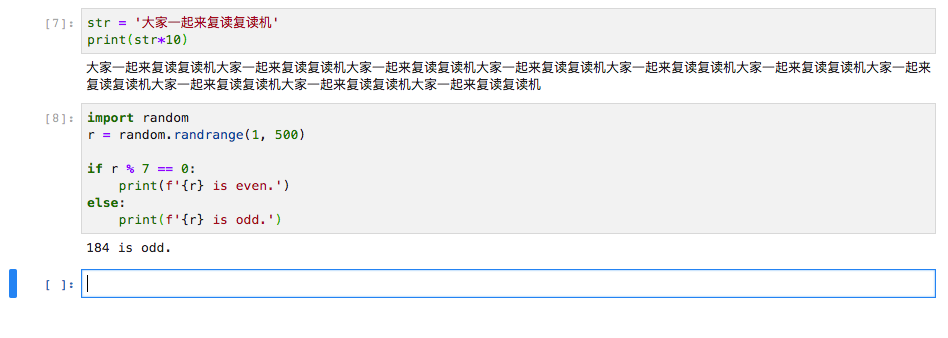 [7]: str = '大家一起来复读复读机'
print(str*10)
大家一起来复读复读机大家一起来复读复读机大家一起来复读复读机大家一起来复读复读机大家一起来复读复读机大家一起来复读复读机大家一起来
复读复读机大家一起来复读复读机大家一起来复读复读机大家一起来复读复读机
[8]: import random
r = random.randrange(1, 500)
if r % 7 == 0:
    print(f'{r} is even.')
else:
    print(f'{r} is odd.')
184 is odd.
[ ]: